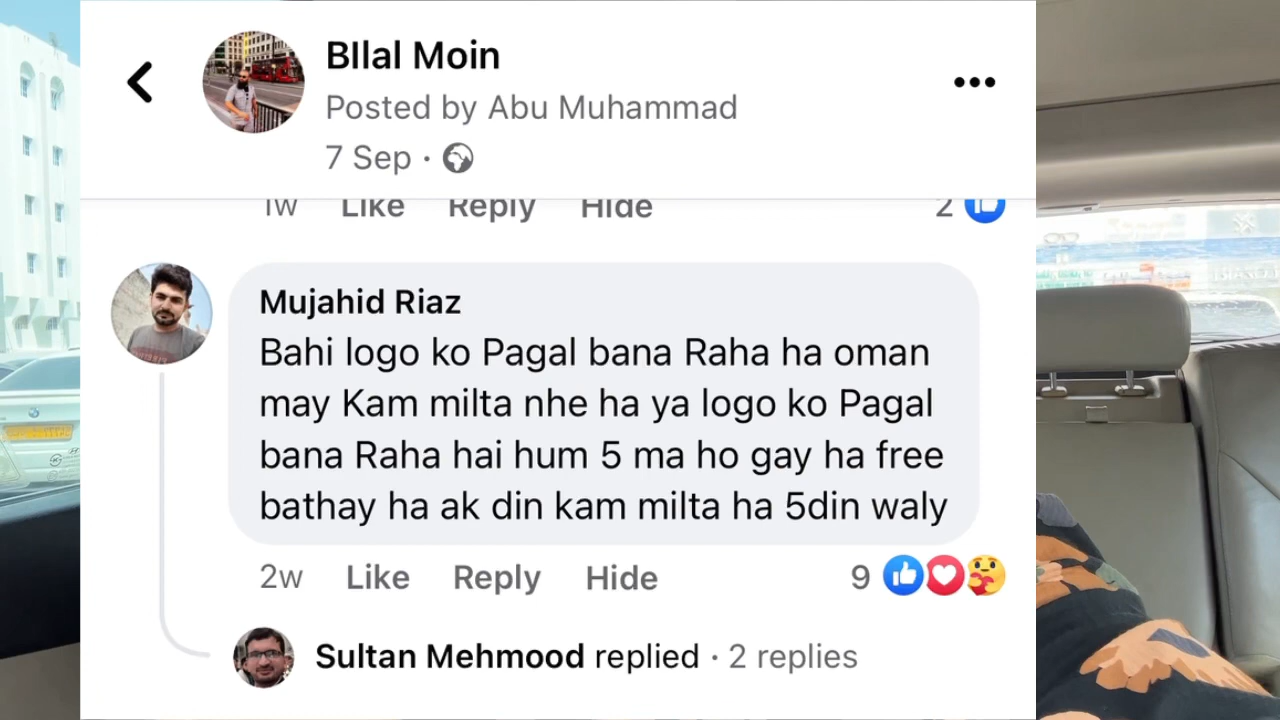 BIlal Moin
Posted by Abu Muhammad
7 Sep ·
1w Like Reply Hide 2
Mujahid Riaz
Bahi logo ko Pagal bana Raha ha oman
may Kam milta nhe ha ya logo ko Pagal
bana Raha hai hum 5 ma ho gay ha free
bathay ha ak din kam milta ha 5din waly
2w Like Reply Hide 9
Sultan Mehmood replied · 2 replies